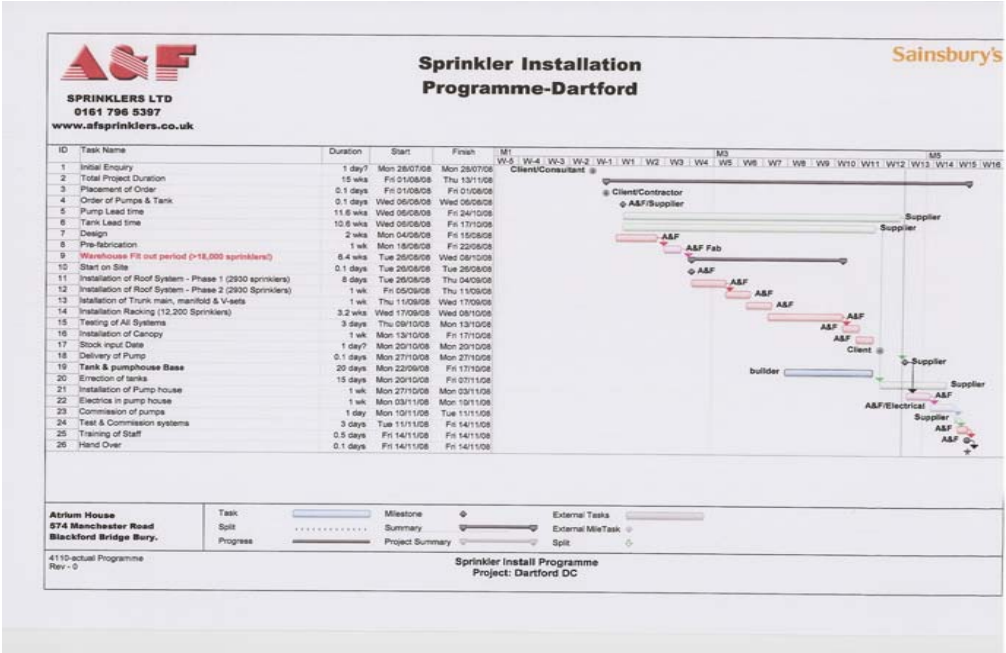 A&F
SPRINKLERS LTD
0161 796 5397
www.afsprinklers.co.uk
Sprinkler Installation
Programme-Dartford
Sainsbury's
ID Task Name Duration Start Finish M1 M3 M5
W-5 W-4 W-3 W-2 W-1 W1 W2 W3 W4 W5 W6 W7 W8 W9 W10 W11 W12 W13 W14 W15 W16
1 Initial Enquiry 1 day? Mon 28/07/08 Mon 28/07/08 Client/Consultant
2 Total Project Duration 15 wks Fri 01/08/08 Thu 13/11/08
3 Placement of Order 0.1 days Fri 01/08/08 Fri 01/08/08 Client/Contractor
4 Order of Pumps & Tank 0.1 days Wed 06/08/08 Wed 06/08/08 A&F/Supplier
5 Pump Lead time 11.6 wks Wed 06/08/08 Fri 24/10/08 Supplier
6 Tank Lead time 10.6 wks Wed 06/08/08 Fri 17/10/08 Supplier
7 Design 2 wks Mon 04/08/08 Fri 15/08/08 A&F
8 Pre-fabrication 1 wk Mon 18/08/08 Fri 22/08/08 A&F Fab
9 Warehouse Fit out period (>18,000 sprinklers!) 6.4 wks Tue 26/08/08 Wed 08/10/08
10 Start on Site 0.1 days Tue 26/08/08 Tue 26/08/08 A&F
11 Installation of Roof System - Phase 1 (2930 sprinklers) 8 days Tue 26/08/08 Thu 04/09/08 A&F
12 Installation of Roof System - Phase 2 (2930 Sprinklers) 1 wk Fri 05/09/08 Thu 11/09/08 A&F
13 Istallation of Trunk main, manifold & V-sets 1 wk Thu 11/09/08 Wed 17/09/08 A&F
14 Installation Racking (12,200 Sprinklers) 3.2 wks Wed 17/09/08 Wed 08/10/08 A&F
15 Testing of All Systems 3 days Thu 09/10/08 Mon 13/10/08 A&F
16 Installation of Canopy 1 wk Mon 13/10/08 Fri 17/10/08 A&F
17 Stock input Date 1 day? Mon 20/10/08 Mon 20/10/08 Client
18 Delivery of Pump 0.1 days Mon 27/10/08 Mon 27/10/08 Supplier
19 Tank & pumphouse Base 20 days Mon 22/09/08 Fri 17/10/08 builder
20 Errection of tanks 15 days Mon 20/10/08 Fri 07/11/08 Supplier
21 Installation of Pump house 1 wk Mon 27/10/08 Mon 03/11/08 A&F
22 Electrics in pump house 1 wk Mon 03/11/08 Mon 10/11/08 A&F/Electrical
23 Commission of pumps 1 day Mon 10/11/08 Tue 11/11/08 Supplier
24 Test & Commission systems 3 days Tue 11/11/08 Fri 14/11/08 A&F
25 Training of Staff 0.5 days Fri 14/11/08 Fri 14/11/08 A&F
26 Hand Over 0.1 days Fri 14/11/08 Fri 14/11/08
Atrium House
574 Manchester Road
Blackford Bridge Bury.
Task Milestone External Tasks
Split Summary External MileTask
Progress Project Summary Split
4110-actual Programme
Rev - 0
Sprinkler Install Programme
Project: Dartford DC